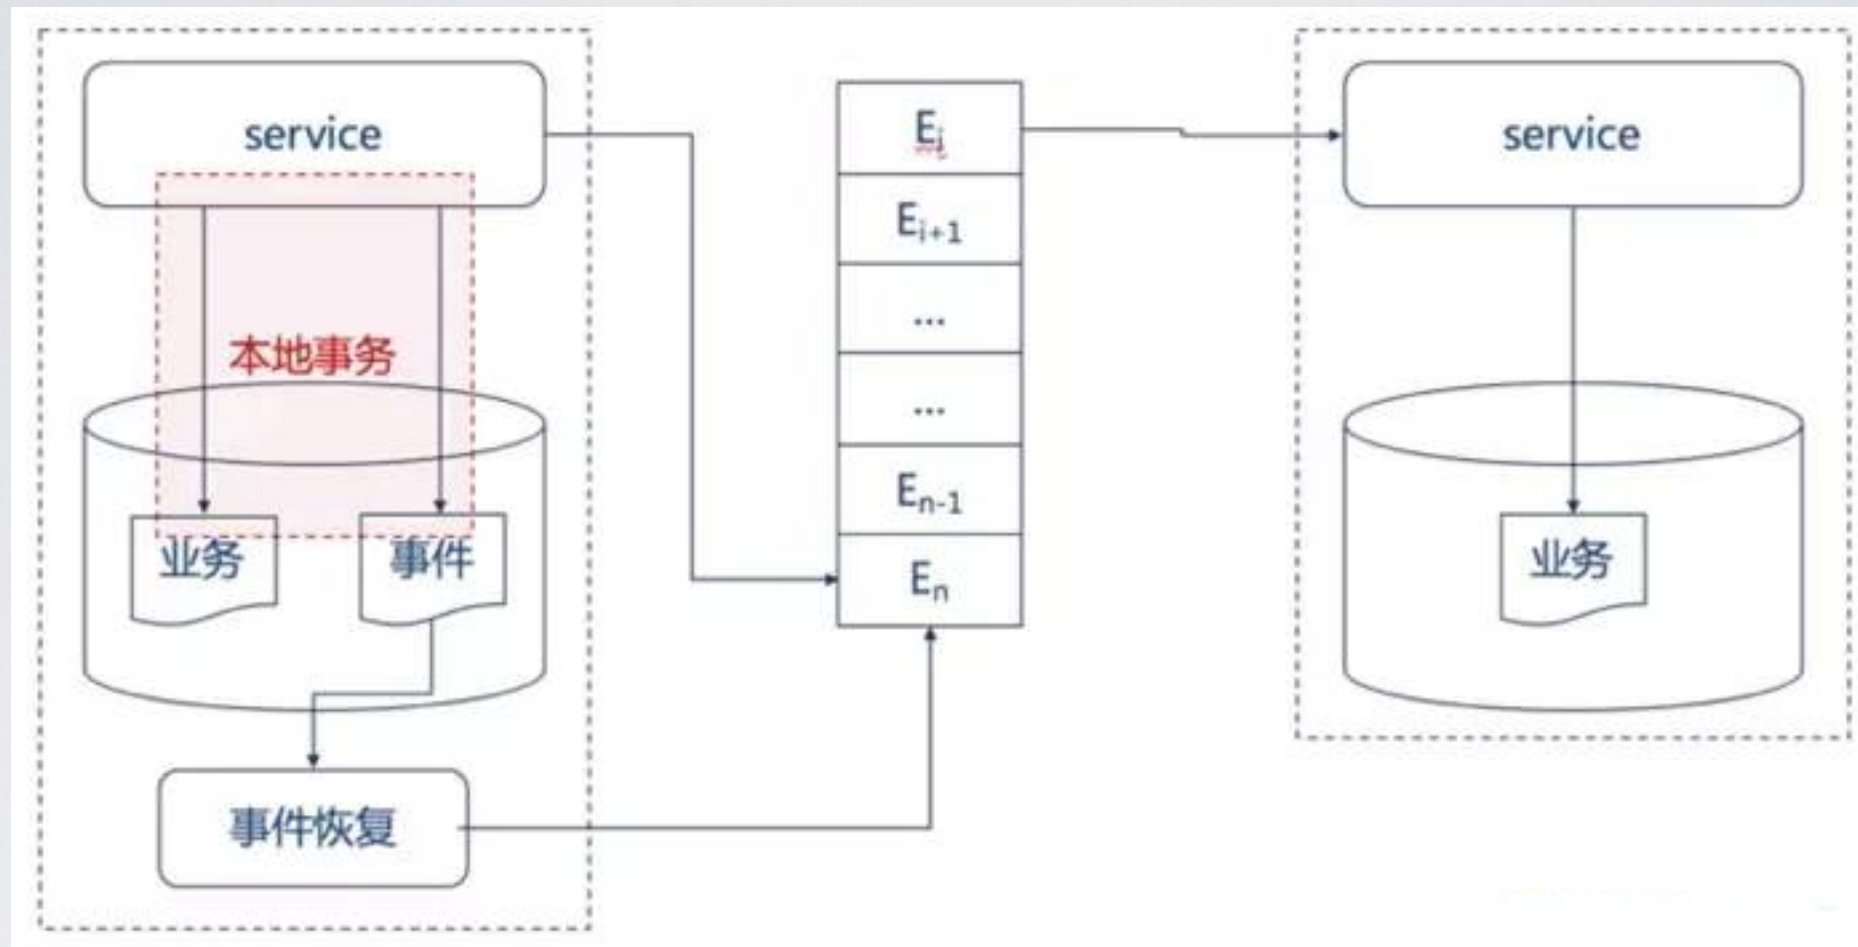 service
本地事务
业务
事件
事件恢复
Ei
Ei+1
...
...
En-1
En
service
业务